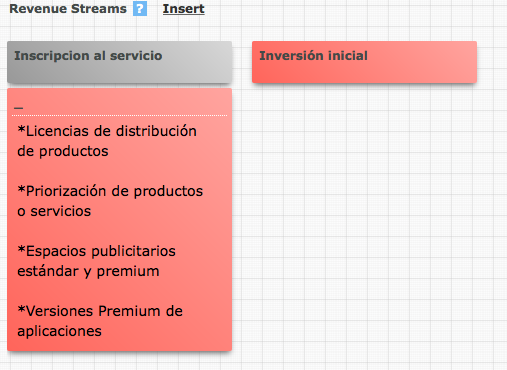 Revenue Streams ? Insert
Inscripcion al servicio
Inversión inicial
_
*Licencias de distribución
de productos
*Priorización de productos
o servicios
*Espacios publicitarios
estándar y premium
*Versiones Premium de
aplicaciones